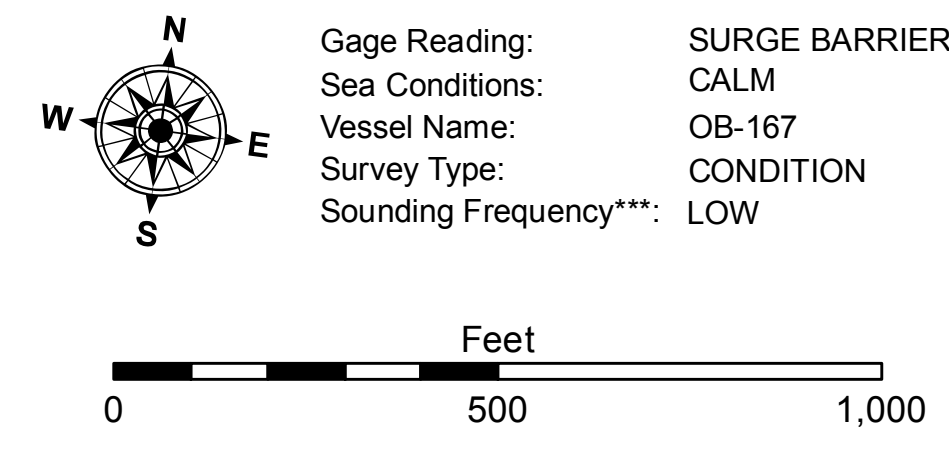 N
W
E
S
Gage Reading: SURGE BARRIER
Sea Conditions: CALM
Vessel Name: OB-167
Survey Type: CONDITION
Sounding Frequency***: LOW
Feet
0 500 1,000